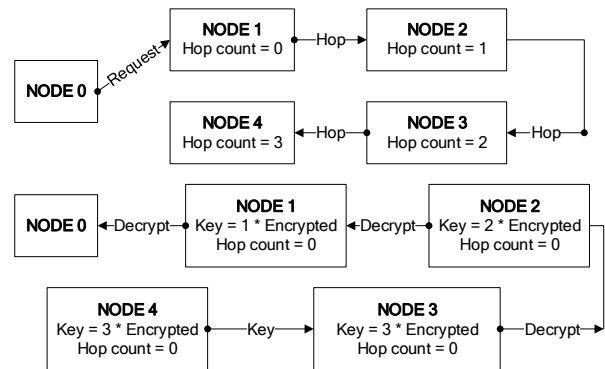 NODE 0
Request
NODE 1
Hop count = 0
Hop
NODE 2
Hop count = 1
Hop
NODE 3
Hop count = 2
Hop
NODE 4
Hop count = 3
NODE 0
Decrypt
NODE 1
Key = 1 * Encrypted
Hop count = 0
Decrypt
NODE 2
Key = 2 * Encrypted
Hop count = 0
NODE 4
Key = 3 * Encrypted
Hop count = 0
Key
NODE 3
Key = 3 * Encrypted
Hop count = 0
Decrypt